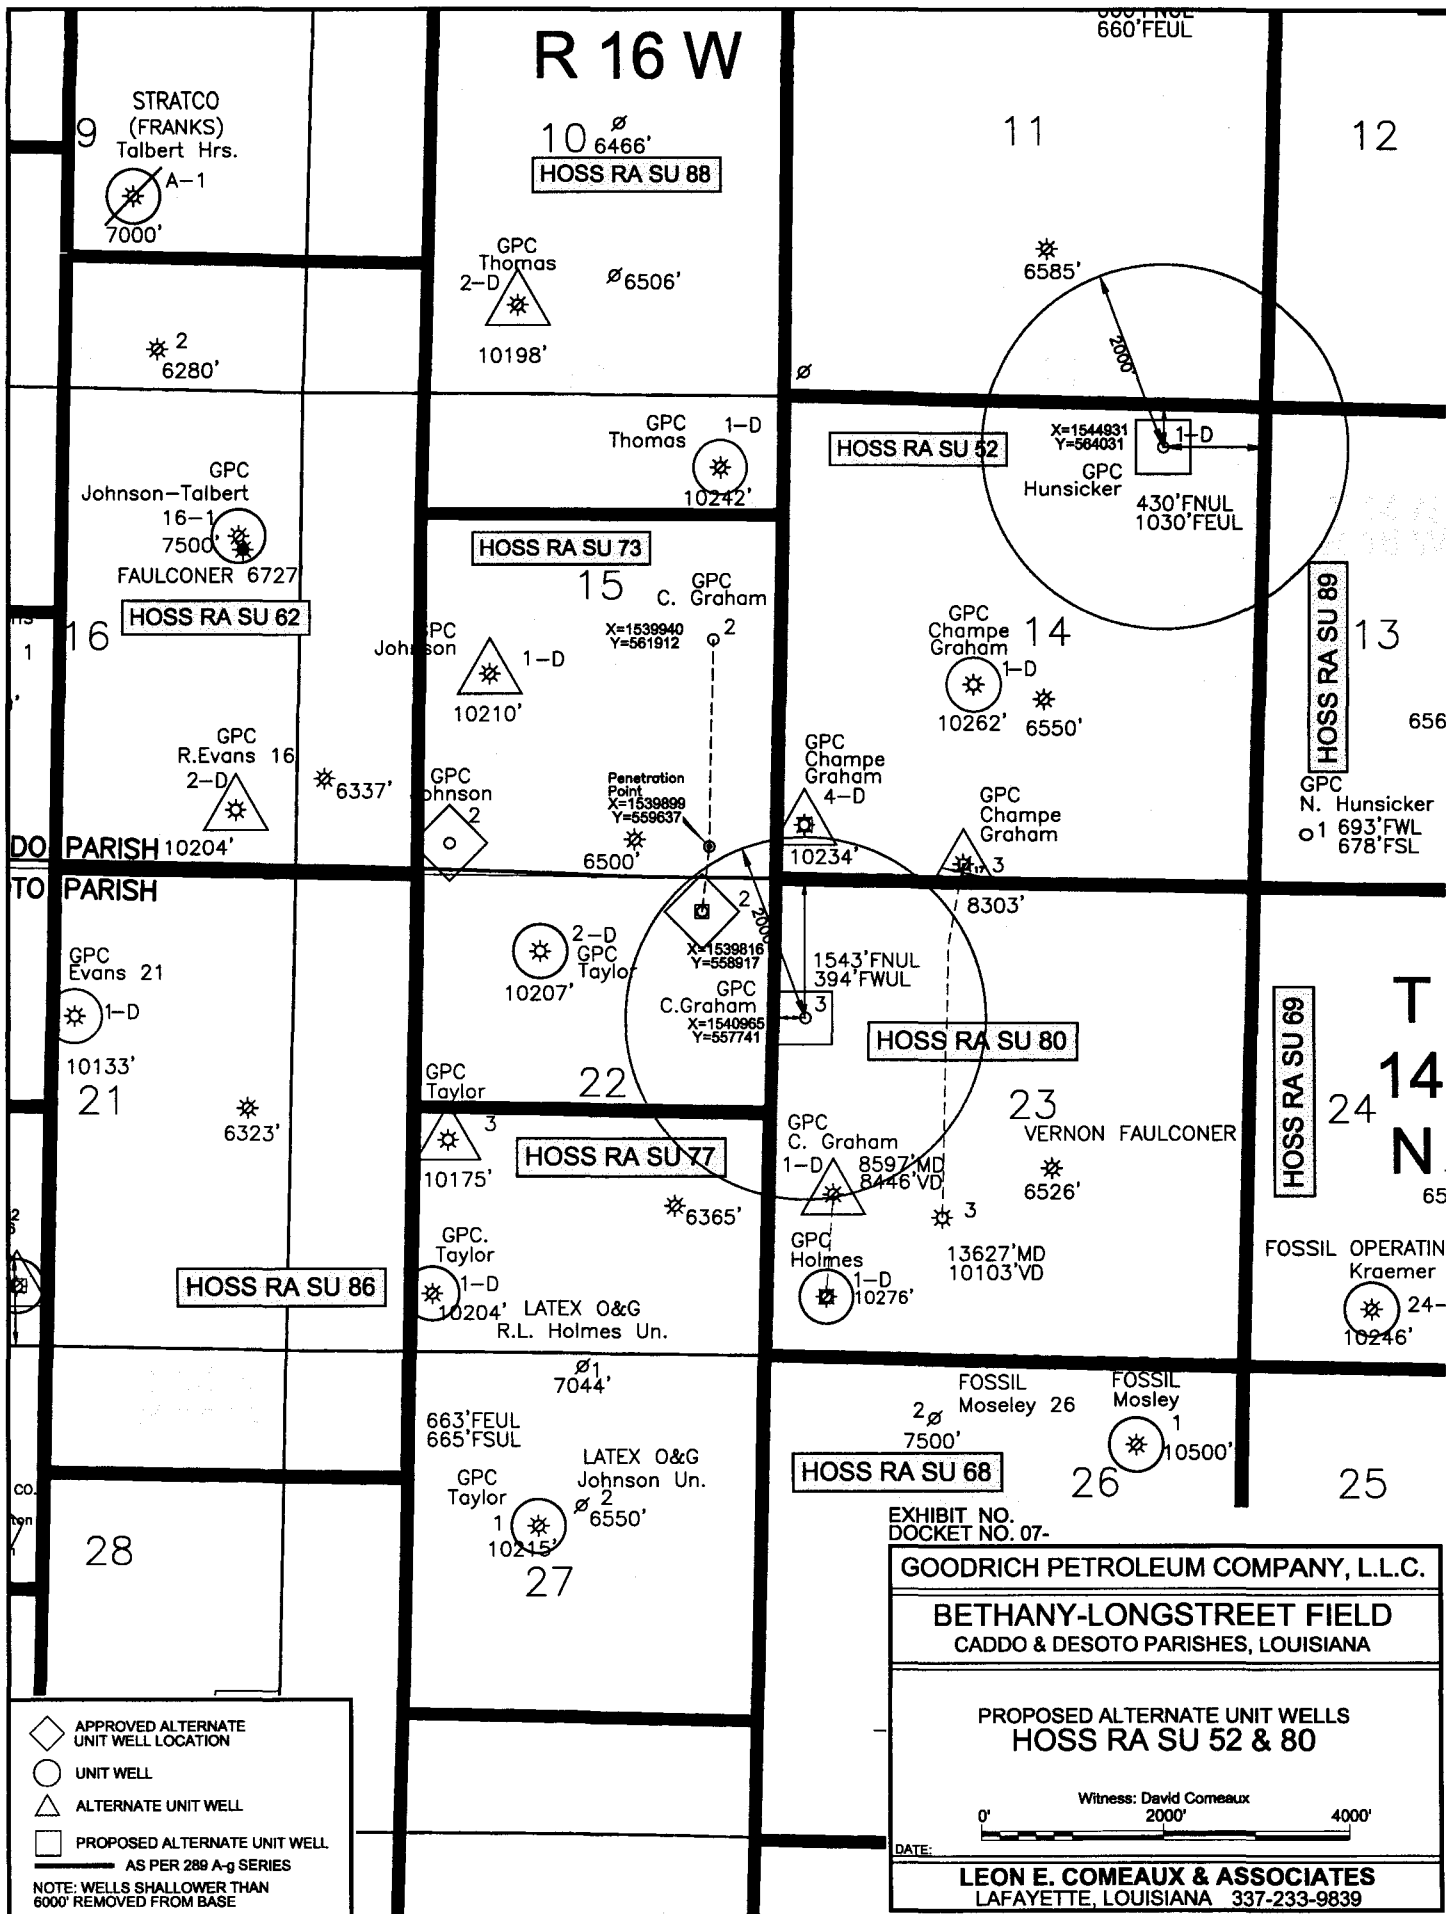 R 16 W
660'FEUL
9
STRATCO
(FRANKS)
Talbert Hrs.
A-1
7000'
10
6466'
HOSS RA SU 88
11
12
GPC
Thomas
2-D
10198'
6506'
6585'
2
6280'
2000'
GPC
Thomas
1-D
10242'
HOSS RA SU 52
X=1544931
Y=564031
1-D
GPC
Hunsicker
430'FNUL
1030'FEUL
GPC
Johnson-Talbert
16-1
7500'
FAULCONER 6727
HOSS RA SU 62
16
1
HOSS RA SU 73
15
GPC
C. Graham
X=1539940
Y=561912
2
GPC
Champe
Graham
1-D
10262'
14
6550'
HOSS RA SU 89
13
656
Johnson
1-D
10210'
GPC
R.Evans 16
2-D
10204'
6337'
GPC
Johnson
2
Penetration
Point
X=1539899
Y=559637
6500'
GPC
Champe
Graham
4-D
10234'
GPC
Champe
Graham
3
8303'
GPC
N. Hunsicker
1 693'FWL
678'FSL
DO PARISH
TO PARISH
GPC
Evans 21
1-D
10133'
21
6323'
2-D
GPC
Taylor
10207'
2
X=1539816
Y=558917
2000'
GPC
C.Graham
X=1540965
Y=557741
3
1543'FNUL
394'FWUL
HOSS RA SU 80
HOSS RA SU 69
T
14
N
24
22
23
GPC
Taylor
3
10175'
HOSS RA SU 77
6365'
GPC
C. Graham
1-D
8597'MD
8446'VD
VERNON FAULCONER
6526'
3
13627'MD
10103'VD
65
GPC
Holmes
1-D
10276'
FOSSIL OPERATIN
Kraemer
24-
10246'
HOSS RA SU 86
GPC.
Taylor
1-D
10204'
LATEX O&G
R.L. Holmes Un.
1
7044'
663'FEUL
665'FSUL
GPC
Taylor
1
10215'
LATEX O&G
Johnson Un.
2
6550'
27
28
co.
ton
FOSSIL
Moseley 26
2
7500'
FOSSIL
Mosley
1
10500'
HOSS RA SU 68
26
25
EXHIBIT NO.
DOCKET NO. 07-
GOODRICH PETROLEUM COMPANY, L.L.C.
BETHANY-LONGSTREET FIELD
CADDO & DESOTO PARISHES, LOUISIANA
PROPOSED ALTERNATE UNIT WELLS
HOSS RA SU 52 & 80
Witness: David Comeaux
0' 2000' 4000'
DATE:
LEON E. COMEAUX & ASSOCIATES
LAFAYETTE, LOUISIANA 337-233-9839
APPROVED ALTERNATE
UNIT WELL LOCATION
UNIT WELL
ALTERNATE UNIT WELL
PROPOSED ALTERNATE UNIT WELL
AS PER 289 A-g SERIES
NOTE: WELLS SHALLOWER THAN
6000' REMOVED FROM BASE